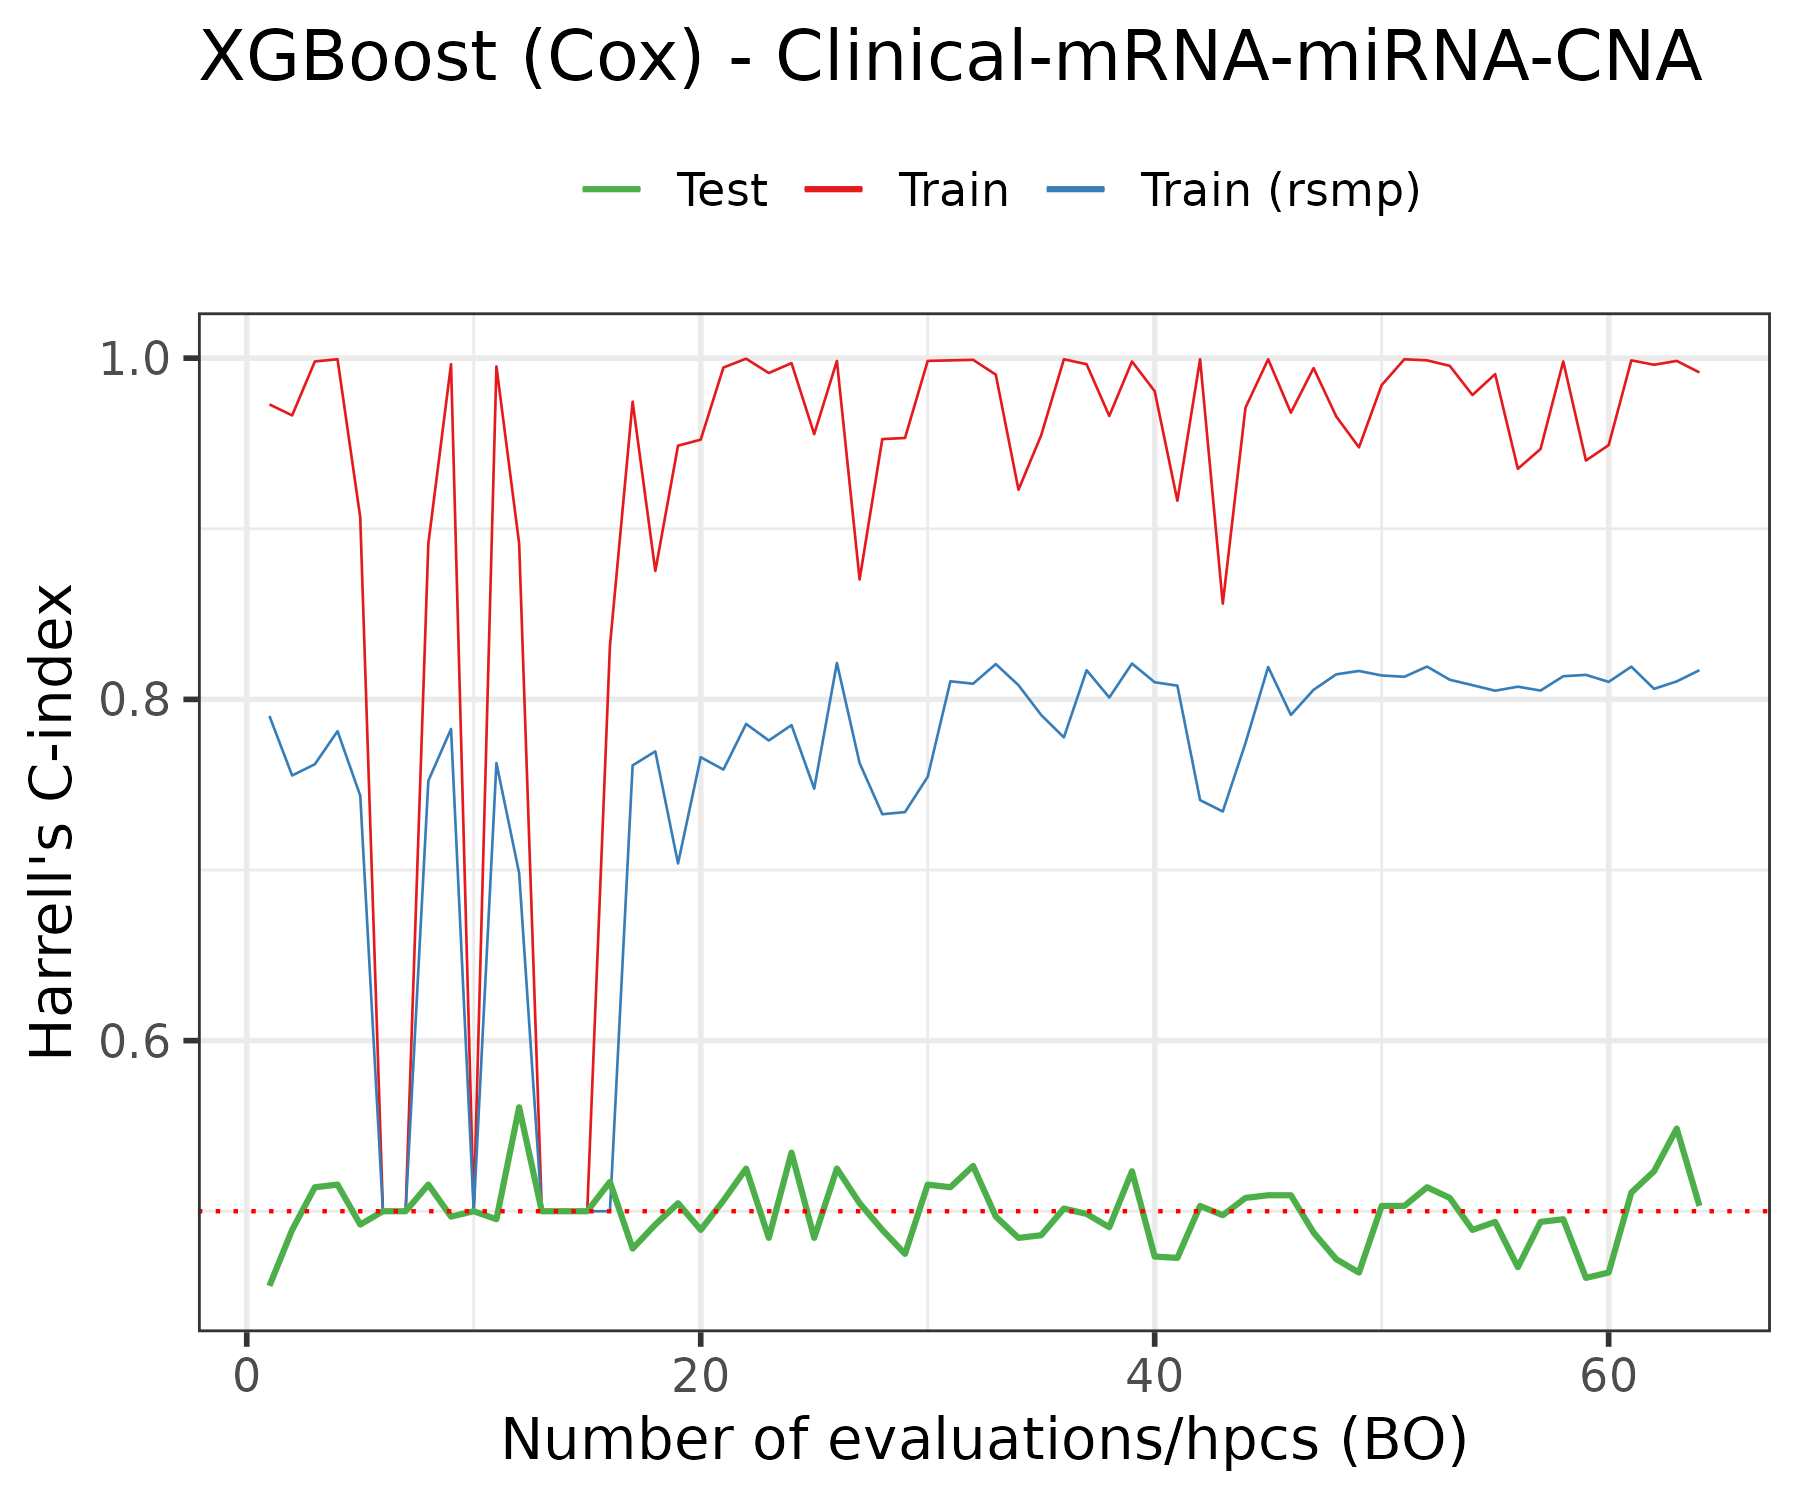 XGBoost (Cox) - Clinical-mRNA-miRNA-CNA
Test Train Train (rsmp)
Harrell's C-index
1.0
0.8
0.6
0 20 40 60
Number of evaluations/hpcs (BO)